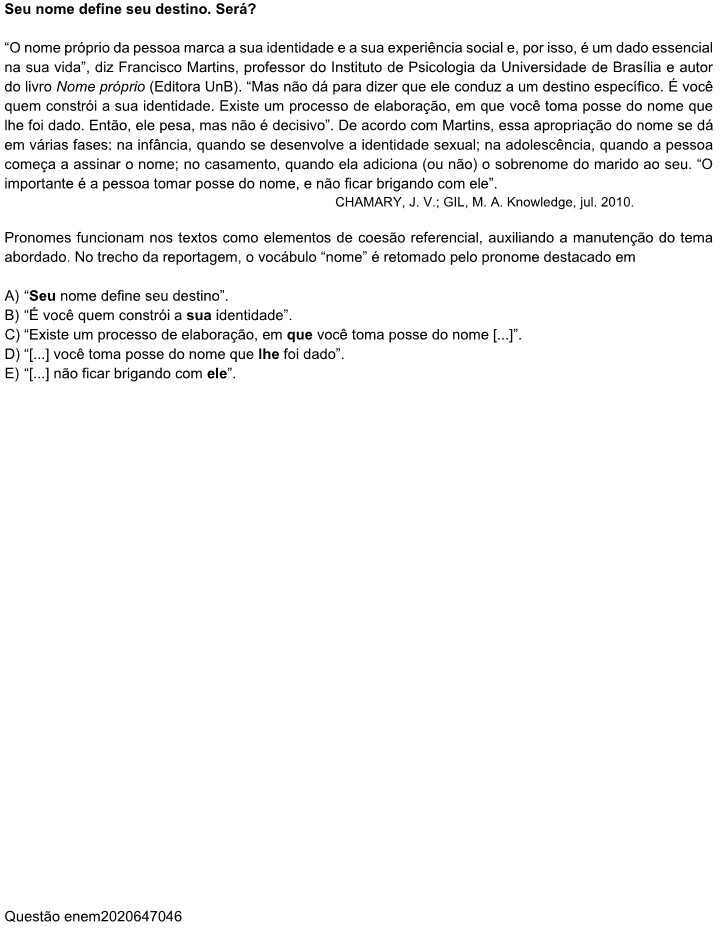 Seu nome define seu destino. Será?
“O nome próprio da pessoa marca a sua identidade e a sua experiência social e, por isso, é um dado essencial
na sua vida”, diz Francisco Martins, professor do Instituto de Psicologia da Universidade de Brasília e autor
do livro Nome próprio (Editora UnB). “Mas não dá para dizer que ele conduz a um destino específico. É você
quem constrói a sua identidade. Existe um processo de elaboração, em que você toma posse do nome que
lhe foi dado. Então, ele pesa, mas não é decisivo”. De acordo com Martins, essa apropriação do nome se dá
em várias fases: na infância, quando se desenvolve a identidade sexual; na adolescência, quando a pessoa
começa a assinar o nome; no casamento, quando ela adiciona (ou não) o sobrenome do marido ao seu. “O
importante é a pessoa tomar posse do nome, e não ficar brigando com ele”.
CHAMARY, J. V.; GIL, M. A. Knowledge, jul. 2010.
Pronomes funcionam nos textos como elementos de coesão referencial, auxiliando a manutenção do tema
abordado. No trecho da reportagem, o vocábulo “nome” é retomado pelo pronome destacado em
A) “Seu nome define seu destino”.
B) “É você quem constrói a sua identidade”.
C) “Existe um processo de elaboração, em que você toma posse do nome [...]”.
D) “[...] você toma posse do nome que lhe foi dado”.
E) “[...] não ficar brigando com ele”.
Questão enem2020647046